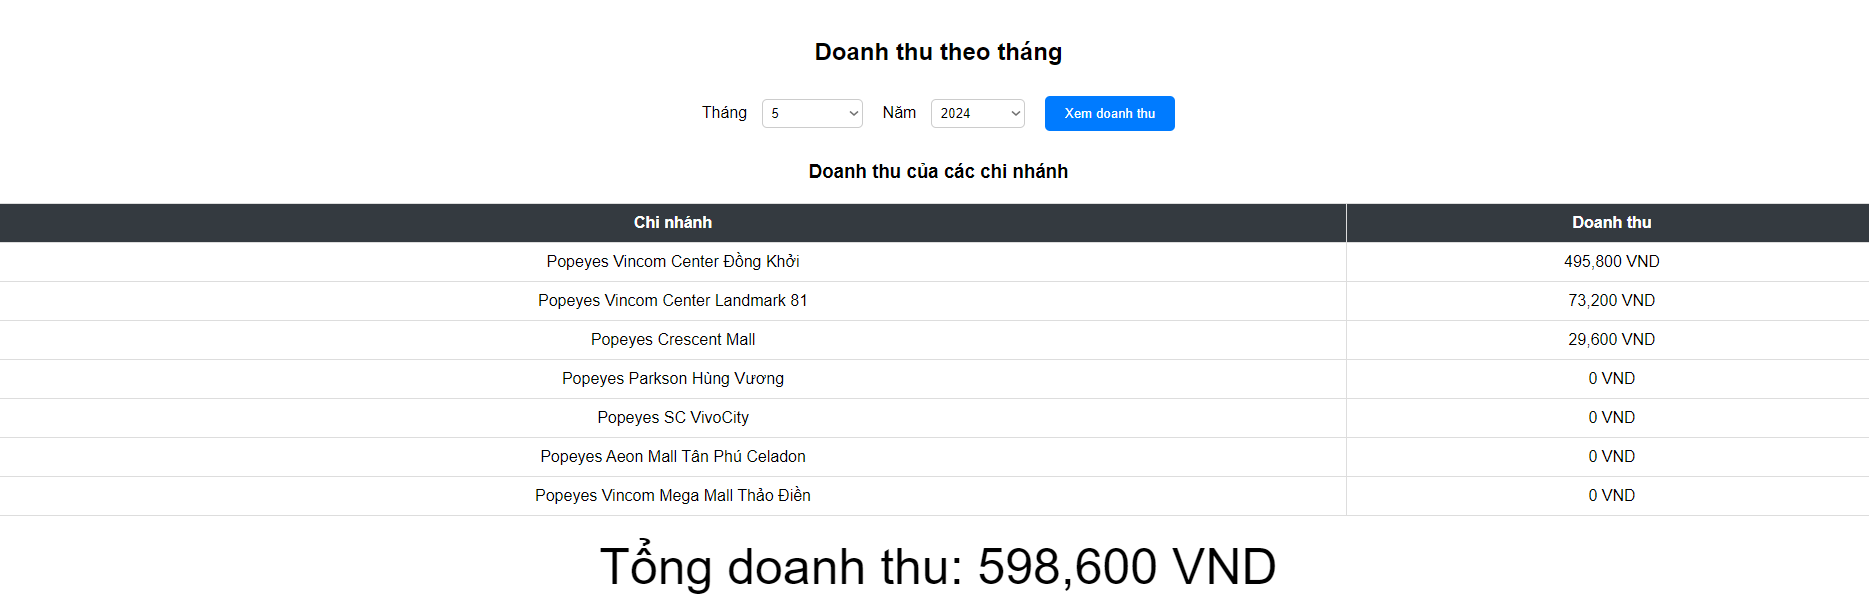 Doanh thu theo tháng
Tháng 5 Năm 2024 Xem doanh thu
Doanh thu của các chi nhánh
Chi nhánh Doanh thu
Popeyes Vincom Center Đồng Khởi 495,800 VND
Popeyes Vincom Center Landmark 81 73,200 VND
Popeyes Crescent Mall 29,600 VND
Popeyes Parkson Hùng Vương 0 VND
Popeyes SC VivoCity 0 VND
Popeyes Aeon Mall Tân Phú Celadon 0 VND
Popeyes Vincom Mega Mall Thảo Điền 0 VND
Tổng doanh thu: 598,600 VND